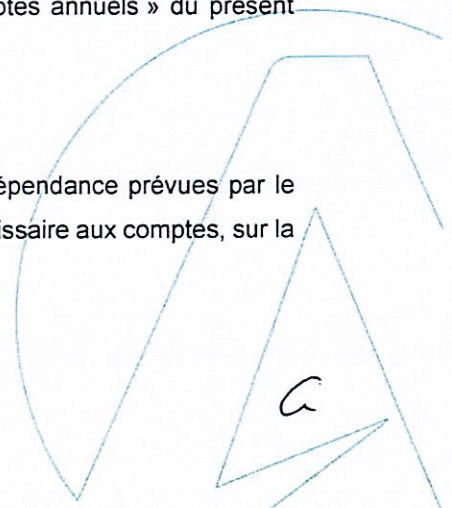 ptes annuels » du présent
épendance prévues par le
issaire aux comptes, sur la